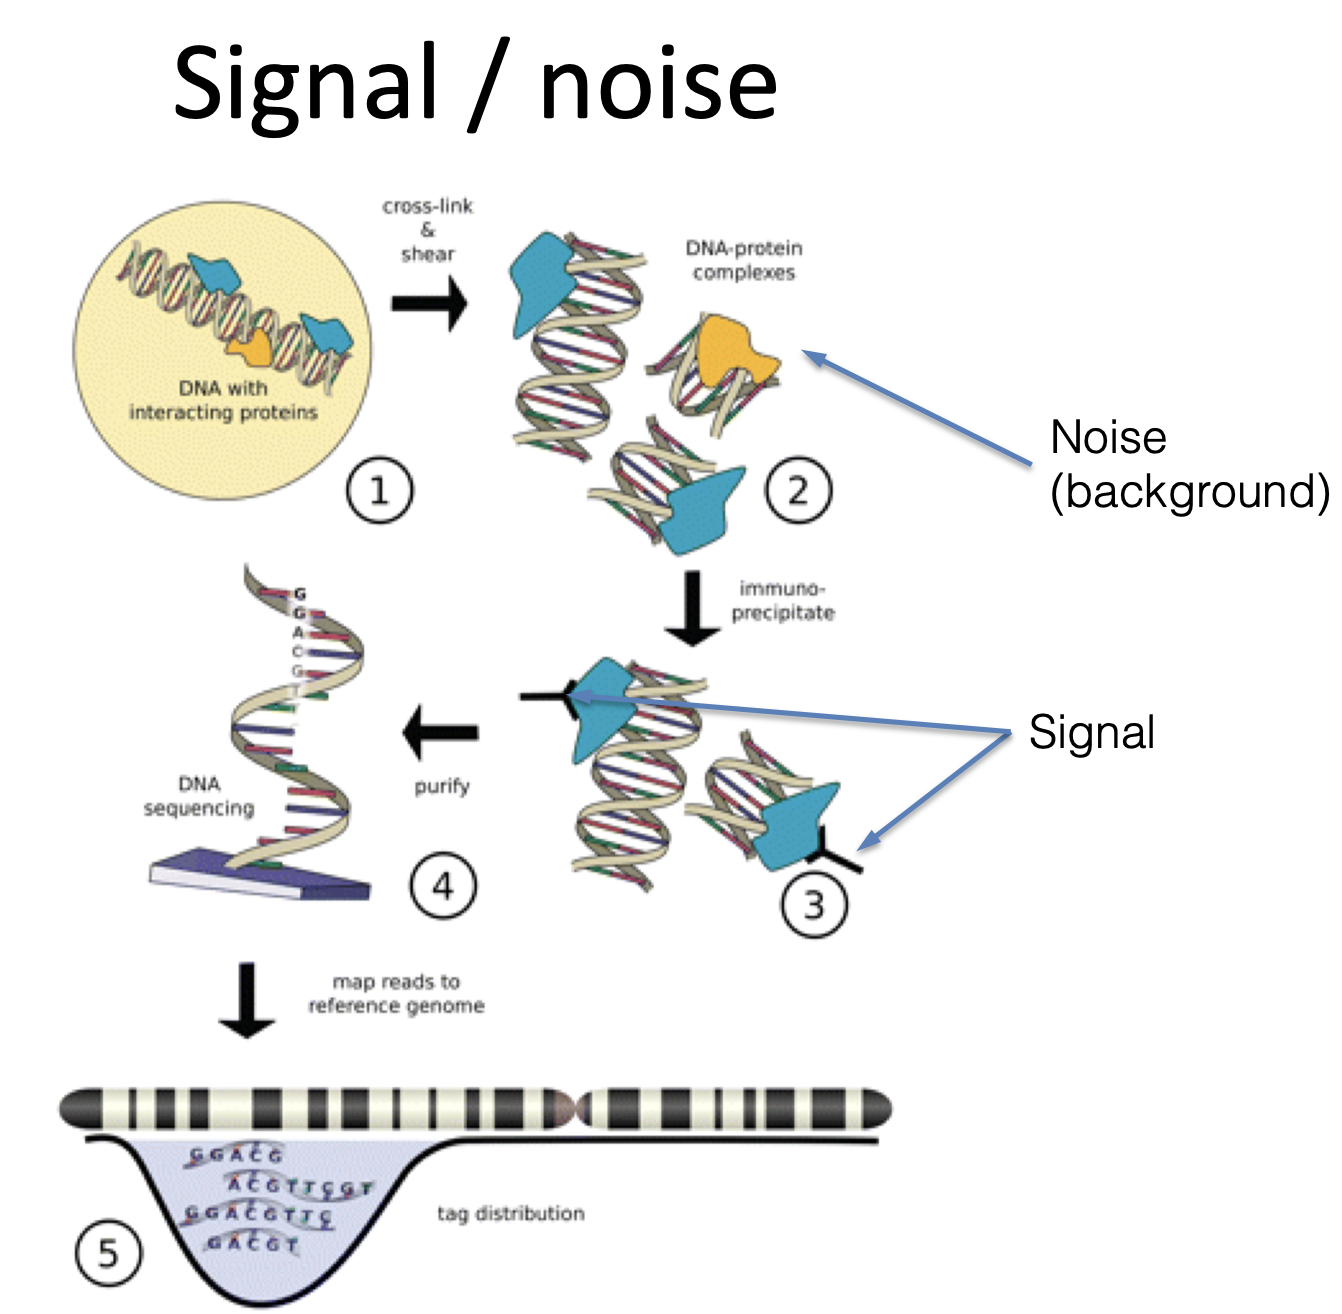 Signal / noise
cross-link
&
shear
DNA-protein
complexes
DNA with
interacting proteins
1
2
Noise
(background)
immuno-
precipitate
G
G
A
C
G
T
Signal
DNA
sequencing
purify
4
3
map reads to
reference genome
GGACG
ACGTTCGT
GGACGTTC
GACGT
tag distribution
5